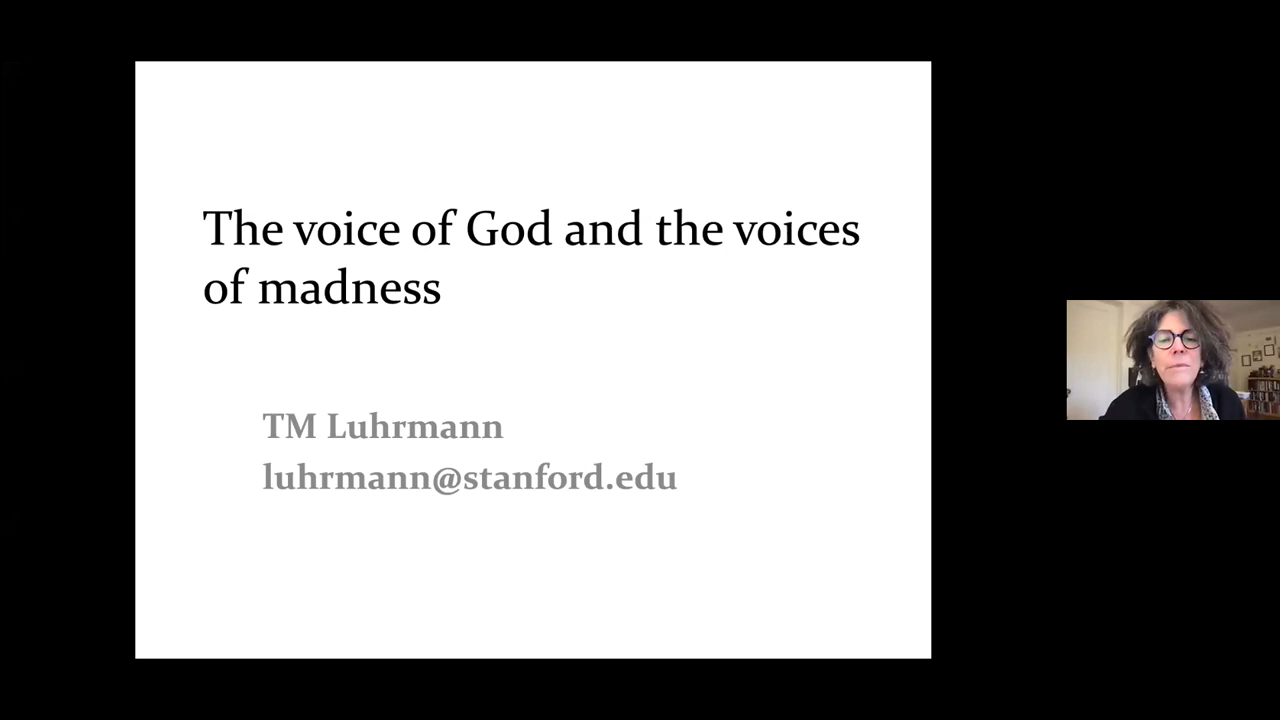 The voice of God and the voices
of madness
TM Luhrmann
luhrmann@stanford.edu